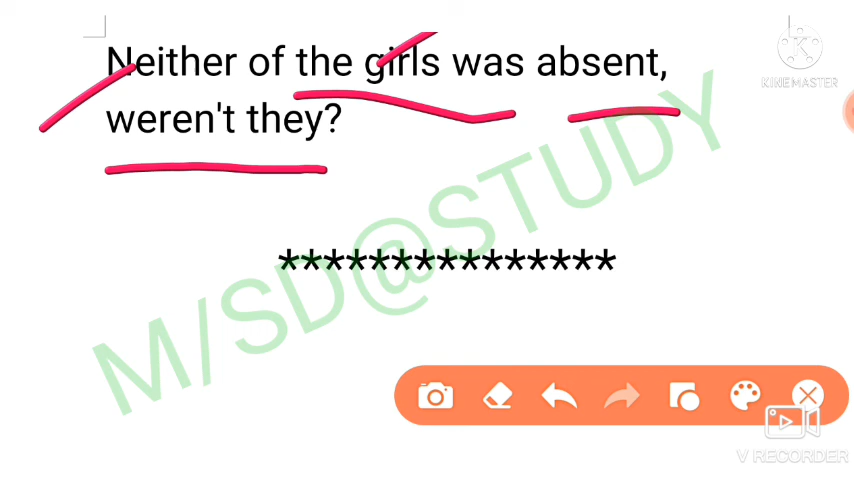 Neither of the girls was absent,
KINEMASTER
weren't they?
M/SD@STUDY
***************
V RECORDER